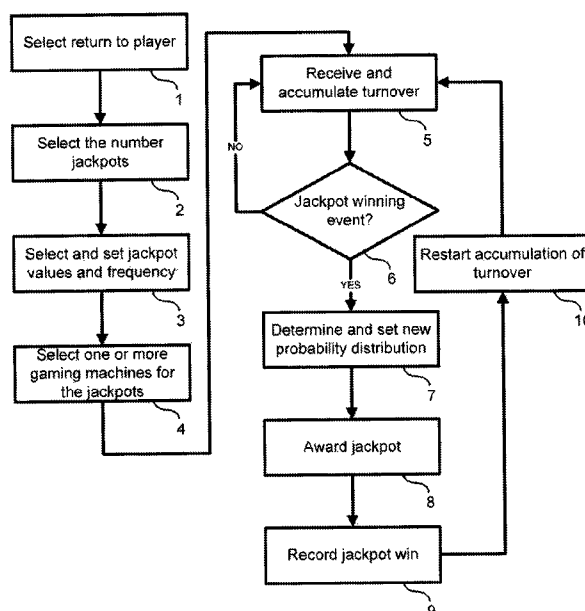 Select return to player
1
Select the number
jackpots
2
Select and set jackpot
values and frequency
3
Select one or more
gaming machines for
the jackpots
4
Receive and
accumulate turnover
5
NO
Jackpot winning
event?
6
YES
Determine and set new
probability distribution
7
Award jackpot
8
Record jackpot win
9
Restart accumulation of
turnover
10